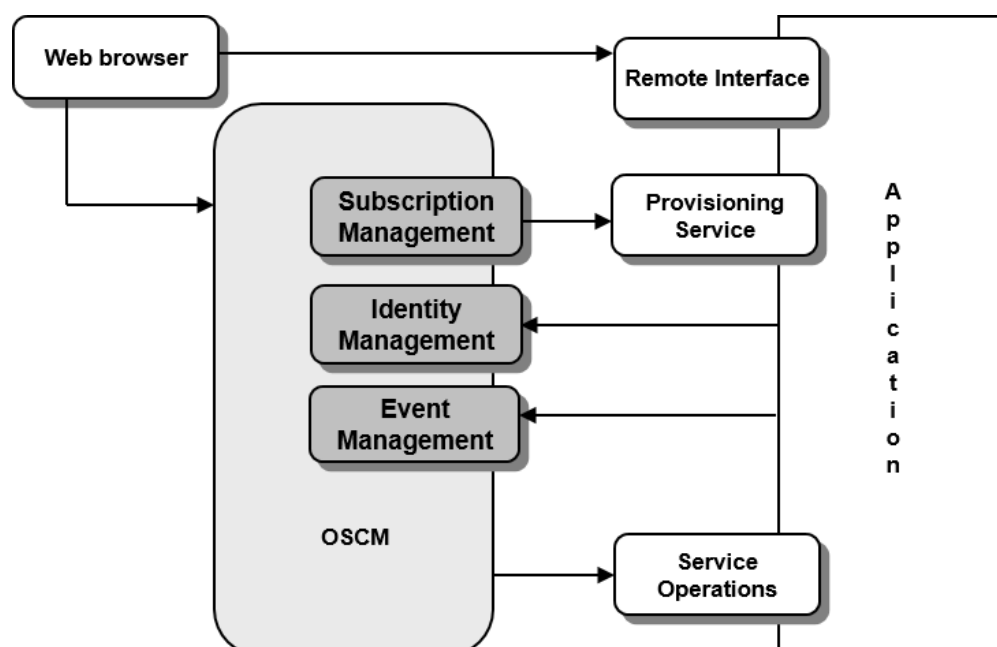 Web browser
Remote Interface
Subscription
Management
Provisioning
Service
Identity
Management
Event
Management
OSCM
Service
Operations
A
p
p
l
i
c
a
t
i
o
n